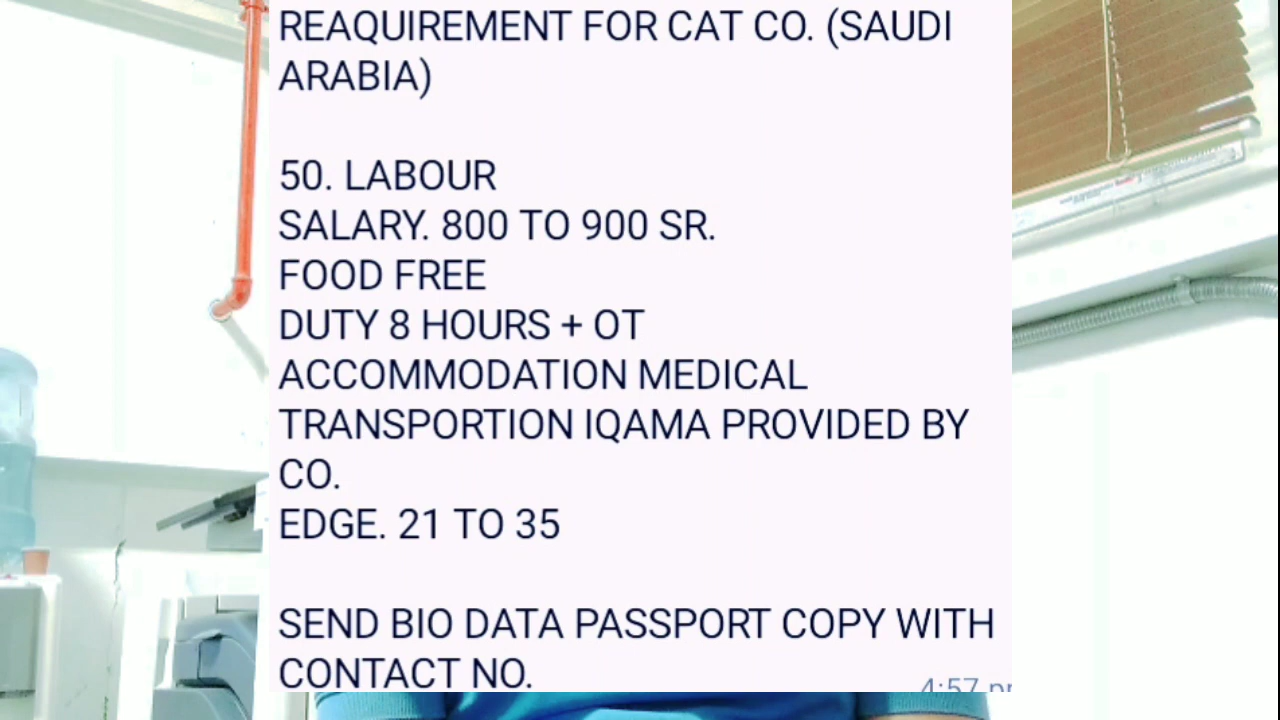 REAQUIREMENT FOR CAT CO. (SAUDI
ARABIA)
50. LABOUR
SALARY. 800 TO 900 SR.
FOOD FREE
DUTY 8 HOURS + OT
ACCOMMODATION MEDICAL
TRANSPORTION IQAMA PROVIDED BY
CO.
EDGE. 21 TO 35
SEND BIO DATA PASSPORT COPY WITH
CONTACT NO.
4:57